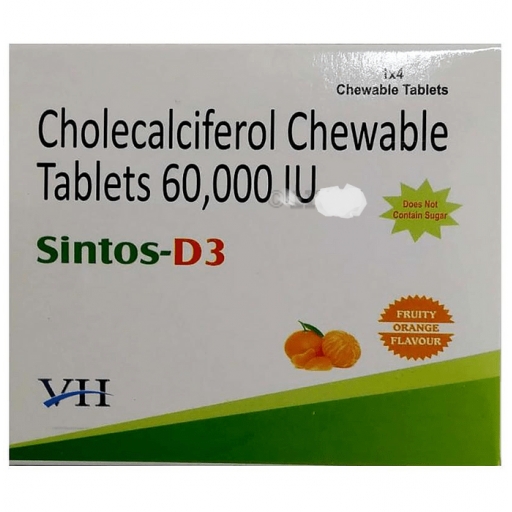 1x4
Chewable Tablets
Cholecalciferol Chewable
Tablets 60,000 IU
Does Not
Contain Sugar
Sintos-D3
FRUITY
ORANGE
FLAVOUR
VH